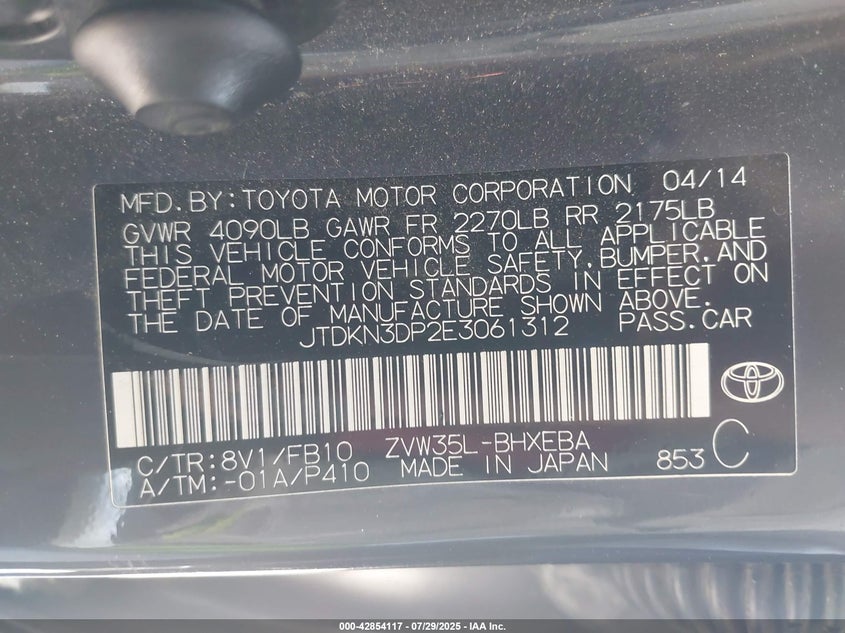 MFD. BY: TOYOTA MOTOR CORPORATION 04/14
GVWR 4090LB GAWR FR 2270LB RR 2175LB
THIS VEHICLE CONFORMS TO ALL APPLICABLE
FEDERAL MOTOR VEHICLE SAFETY, BUMPER, AND
THEFT PREVENTION STANDARDS IN EFFECT ON
THE DATE OF MANUFACTURE SHOWN ABOVE.
JTDKN3DP2E3061312 PASS. CAR
C/TR: 8V1/FB10 ZVW35L-BHXEBA
A/TM: -01A/P410 MADE IN JAPAN 853 C
000-42854117 - 07/29/2025 - IAA Inc.